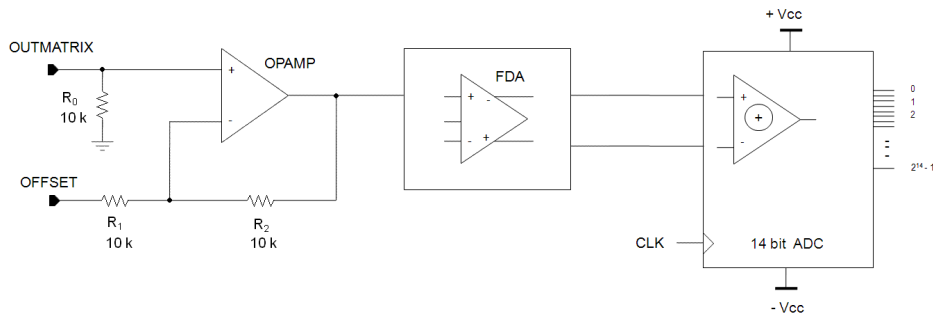 + Vcc
OUTMATRIX
OPAMP
FDA
R0
10 k
+
-
+
-
-
+
+
-
+
0
1
2
2¹⁴ - 1
OFFSET
R1
10 k
R2
10 k
CLK
14 bit ADC
- Vcc